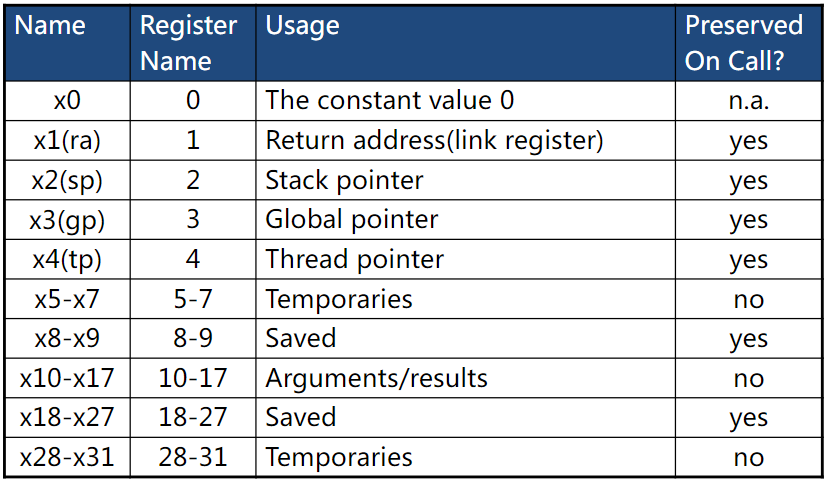 Name Register Name Usage Preserved On Call?
x0 0 The constant value 0 n.a.
x1(ra) 1 Return address(link register) yes
x2(sp) 2 Stack pointer yes
x3(gp) 3 Global pointer yes
x4(tp) 4 Thread pointer yes
x5-x7 5-7 Temporaries no
x8-x9 8-9 Saved yes
x10-x17 10-17 Arguments/results no
x18-x27 18-27 Saved yes
x28-x31 28-31 Temporaries no